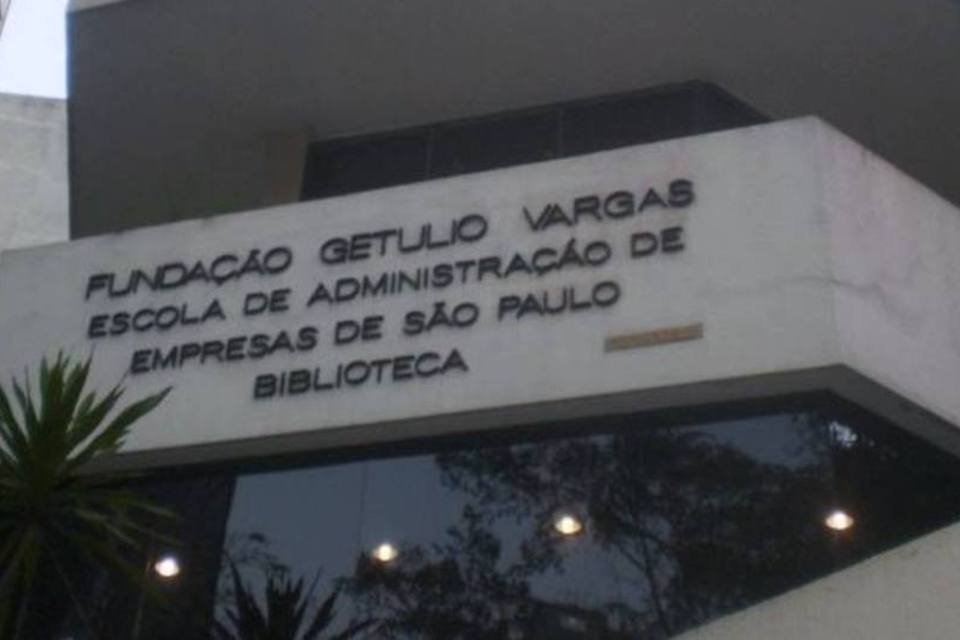 FUNDAÇÃO GETULIO VARGAS
ESCOLA DE ADMINISTRAÇÃO DE
EMPRESAS DE SÃO PAULO
BIBLIOTECA